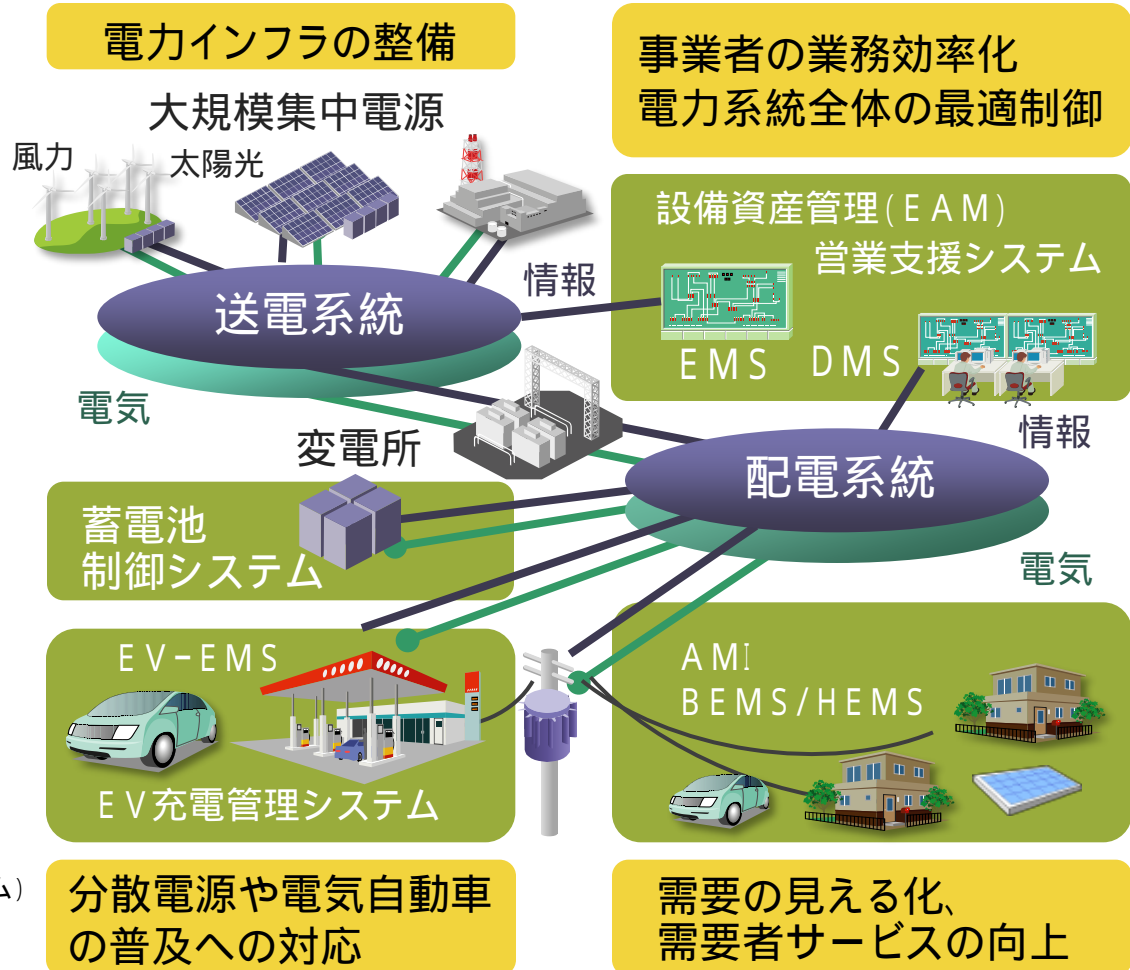 電力インフラの整備
事業者の業務効率化
電力系統全体の最適制御
大規模集中電源
風力
太陽光
設備資産管理(EAM)
営業支援システム
情報
送電系統
EMS
DMS
電気
変電所
情報
配電系統
蓄電池
制御システム
電気
EV-EMS
AMI
BEMS/HEMS
EV充電管理システム
ム)
分散電源や電気自動車
の普及への対応
需要の見える化、
需要者サービスの向上